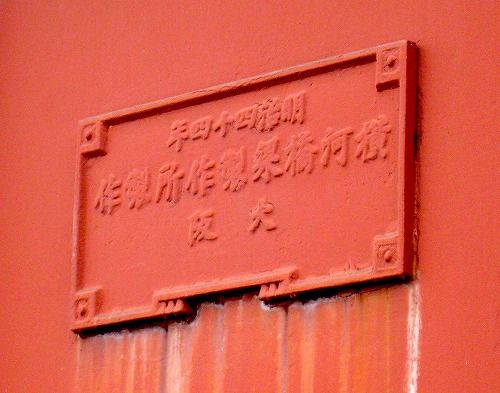 年四十四治明
作製所作製梁橋河横
阪大